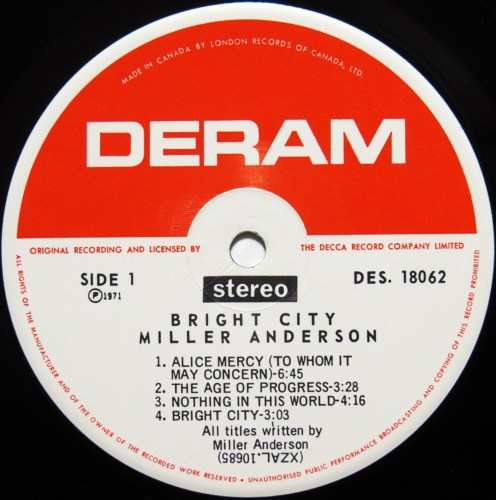 MADE IN CANADA BY LONDON RECORDS OF CANADA, LTD.
DERAM
ORIGINAL RECORDING AND LICENSED BY THE DECCA RECORD COMPANY LIMITED
SIDE 1
DES. 18062
℗1971
stereo
BRIGHT CITY
MILLER ANDERSON
1. ALICE MERCY (TO WHOM IT
MAY CONCERN)-6:45
2. THE AGE OF PROGRESS-3:28
3. NOTHING IN THIS WORLD-4:16
4. BRIGHT CITY-3:03
All titles written by
Miller Anderson
(XZAL.10685)
ALL RIGHTS OF THE MANUFACTURER AND OF THE OWNER OF THE RECORDED WORK RESERVED • UNAUTHORISED PUBLIC PERFORMANCE BROADCASTING AND COPYING OF THIS RECORD PROHIBITED